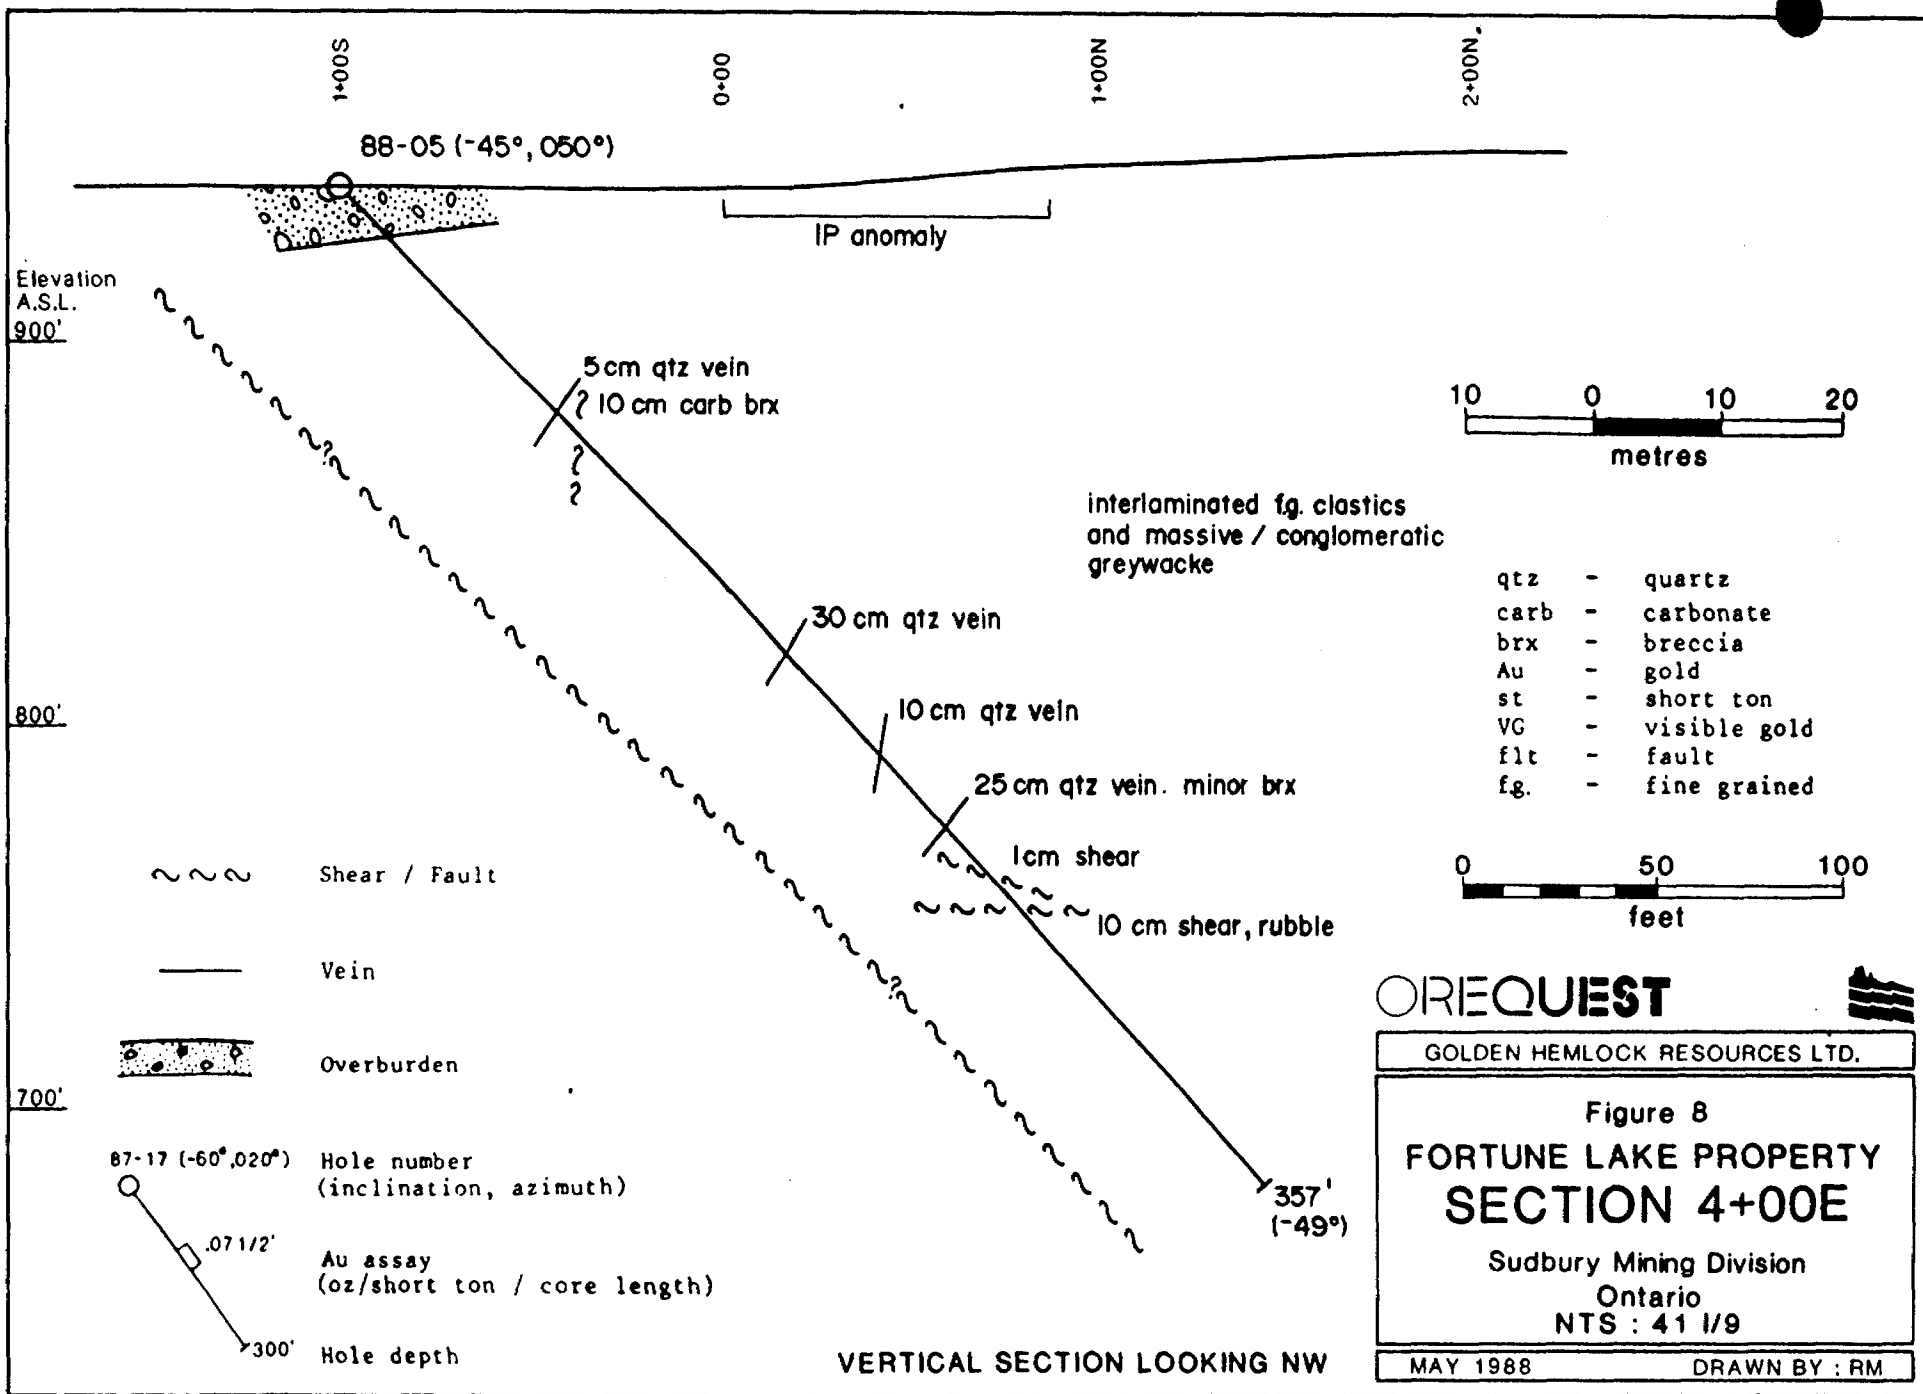 1+00S
0+00
1+00N
2+00N.
88-05 (-45°, 050°)
IP anomaly
Elevation
A.S.L.
900'
5cm qtz vein
10 cm carb brx
10 0 10 20
metres
interlaminated f.g. clastics
and massive / conglomeratic
greywacke
qtz - quartz
carb - carbonate
brx - breccia
Au - gold
st - short ton
VG - visible gold
flt - fault
f.g. - fine grained
?
30 cm qtz vein
800'
10 cm qtz vein
25 cm qtz vein. minor brx
1cm shear
10 cm shear, rubble
0 50 100
feet
?
Shear / Fault
Vein
Overburden
700'
87-17 (-60°,020°) Hole number
(inclination, azimuth)
.07 1/2' Au assay
(oz/short ton / core length)
300' Hole depth
357'
(-49°)
OREQUEST
GOLDEN HEMLOCK RESOURCES LTD.
Figure 8
FORTUNE LAKE PROPERTY
SECTION 4+00E
Sudbury Mining Division
Ontario
NTS : 41 I/9
VERTICAL SECTION LOOKING NW
MAY 1988 DRAWN BY : RM